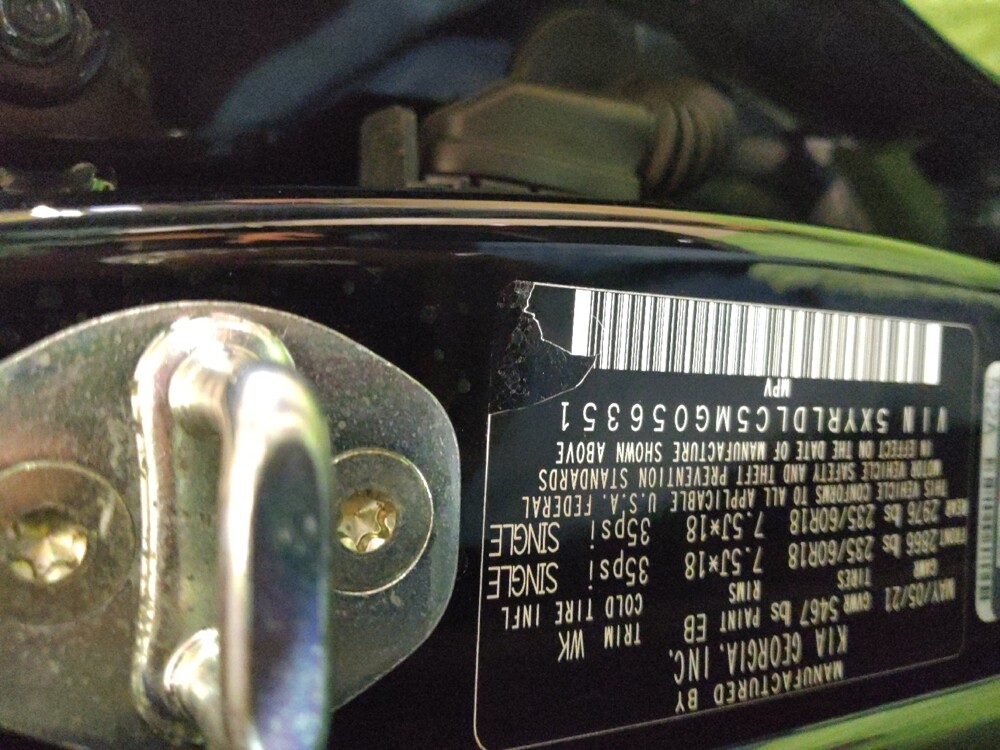 MANUFACTURED BY
KIA GEORGIA, INC.
MAY/05/21 GVWR 5467 lbs PAINT EB TRIM WK
GAWR TIRES RIMS COLD TIRE INFL
FRONT 2866 lbs 235/60R18 7.5J*18 35psi SINGLE
REAR 2976 lbs 235/60R18 7.5J*18 35psi SINGLE
THIS VEHICLE CONFORMS TO ALL APPLICABLE U.S.A. FEDERAL
MOTOR VEHICLE SAFETY AND THEFT PREVENTION STANDARDS
IN EFFECT ON THE DATE OF MANUFACTURE SHOWN ABOVE
VIN 5XYRLDLC5MG056351
MPV